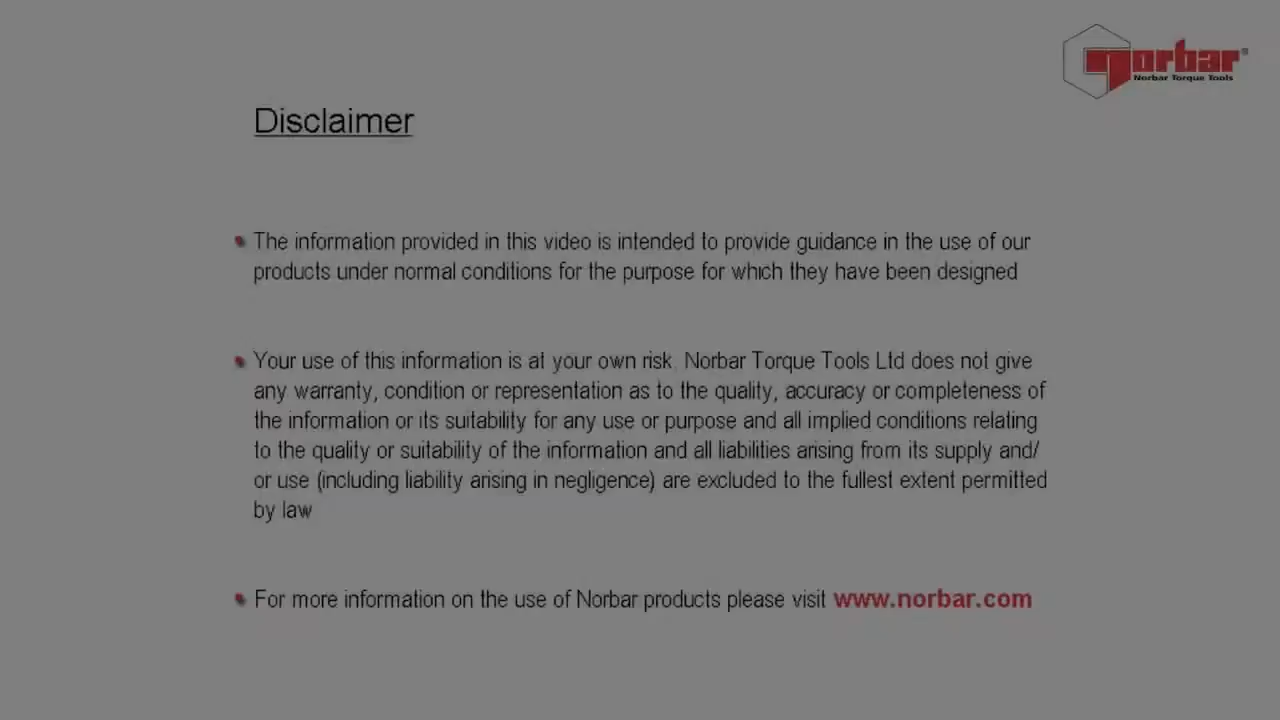 norbar®
Norbar Torque Tools
Disclaimer
• The information provided in this video is intended to provide guidance in the use of our
products under normal conditions for the purpose for which they have been designed
• Your use of this information is at your own risk. Norbar Torque Tools Ltd does not give
any warranty, condition or representation as to the quality, accuracy or completeness of
the information or its suitability for any use or purpose and all implied conditions relating
to the quality or suitability of the information and all liabilities arising from its supply and/
or use (including liability arising in negligence) are excluded to the fullest extent permitted
by law
• For more information on the use of Norbar products please visit www.norbar.com